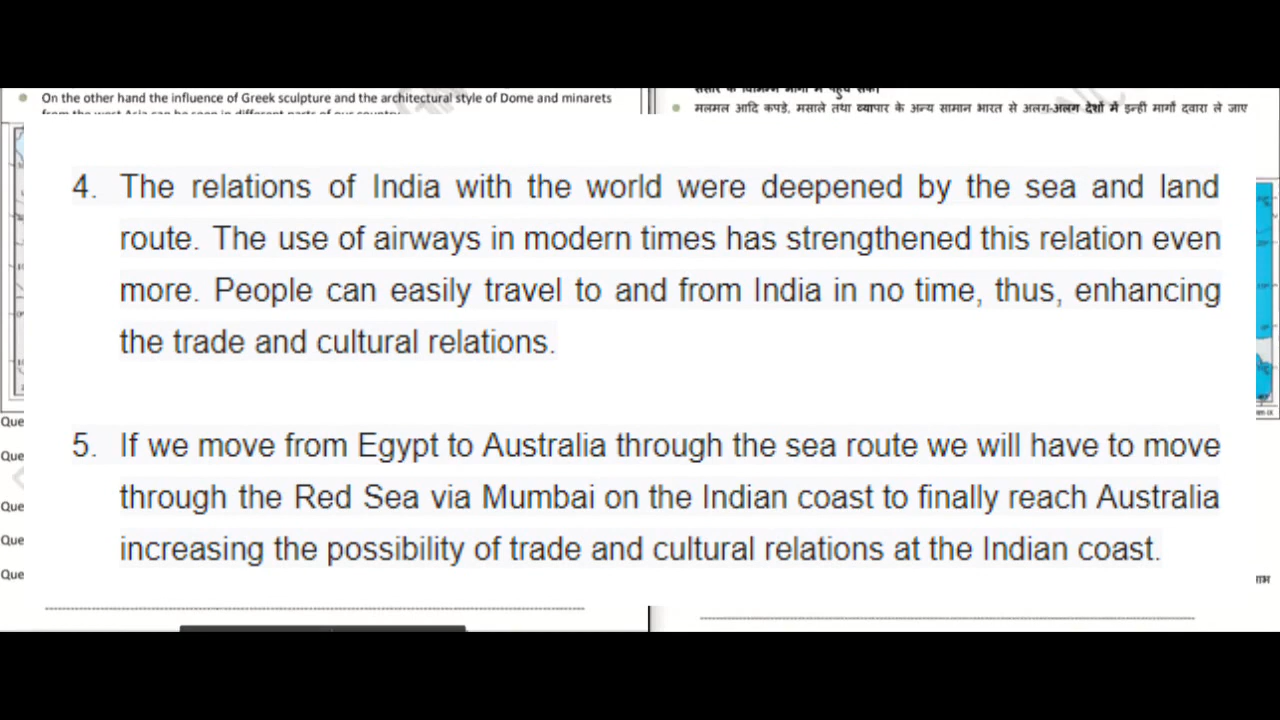 On the other hand the influence of Greek sculpture and the architectural style of Dome and minarets
from the west Asia can be seen in different parts of our country
मलमल आदि कपड़े, मसाले तथा व्यापार के अन्य सामान भारत से अलग-अलग देशों में इन्ही मार्गों द्वारा ले जाए
4. The relations of India with the world were deepened by the sea and land
route. The use of airways in modern times has strengthened this relation even
more. People can easily travel to and from India in no time, thus, enhancing
the trade and cultural relations.
5. If we move from Egypt to Australia through the sea route we will have to move
through the Red Sea via Mumbai on the Indian coast to finally reach Australia
increasing the possibility of trade and cultural relations at the Indian coast.
Que
Que
Que
Que
Que